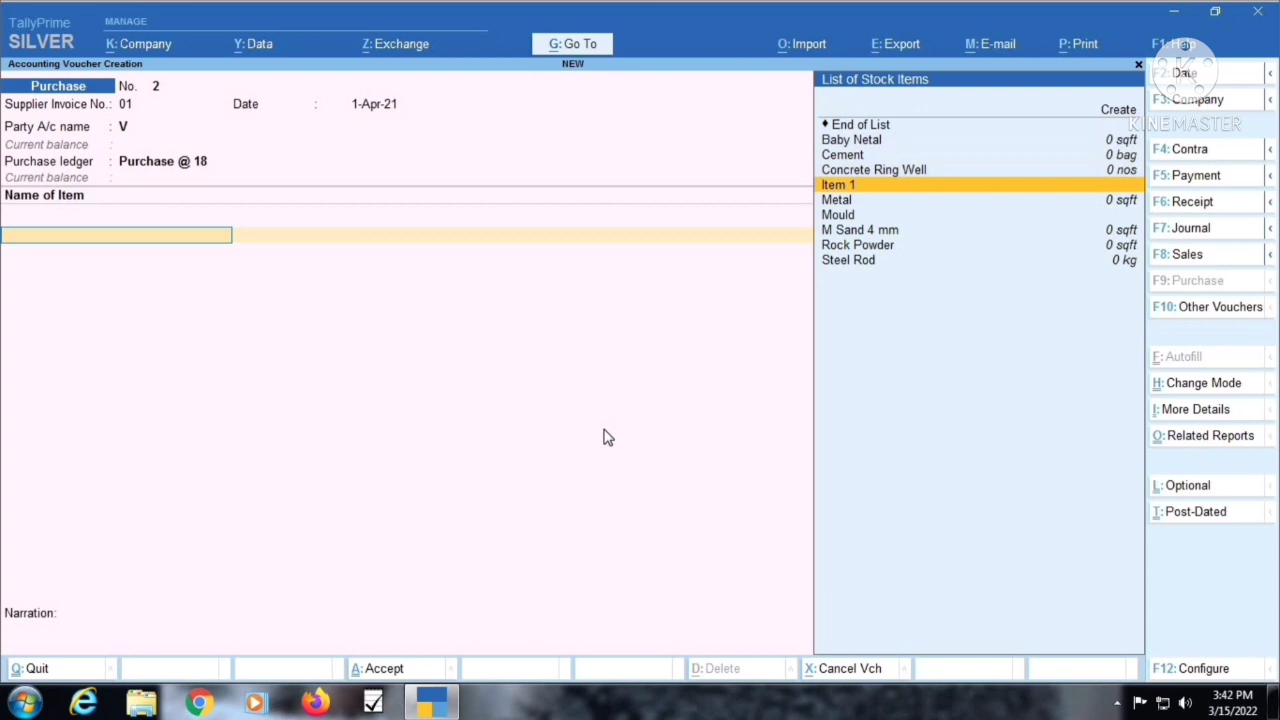 TallyPrime
MANAGE
SILVER
K: Company
Y: Data
Z: Exchange
G: Go To
O: Import
E: Export
M: E-mail
P: Print
F1: Help
Accounting Voucher Creation
NEW
Purchase No. 2
Supplier Invoice No.: 01 Date : 1-Apr-21
Party A/c name : V
Current balance :
Purchase ledger : Purchase @ 18
Current balance :
Name of Item
Narration:
List of Stock Items
Create
♦ End of List
Baby Netal 0 sqft
Cement 0 bag
Concrete Ring Well 0 nos
Item 1
Metal 0 sqft
Mould
M Sand 4 mm 0 sqft
Rock Powder 0 sqft
Steel Rod 0 kg
F2: Date
F3: Company
K
KINEMASTER
F4: Contra
F5: Payment
F6: Receipt
F7: Journal
F8: Sales
F9: Purchase
F10: Other Vouchers
F: Autofill
H: Change Mode
I: More Details
O: Related Reports
L: Optional
T: Post-Dated
Q: Quit
A: Accept
D: Delete
X: Cancel Vch
F12: Configure
3:42 PM
3/15/2022